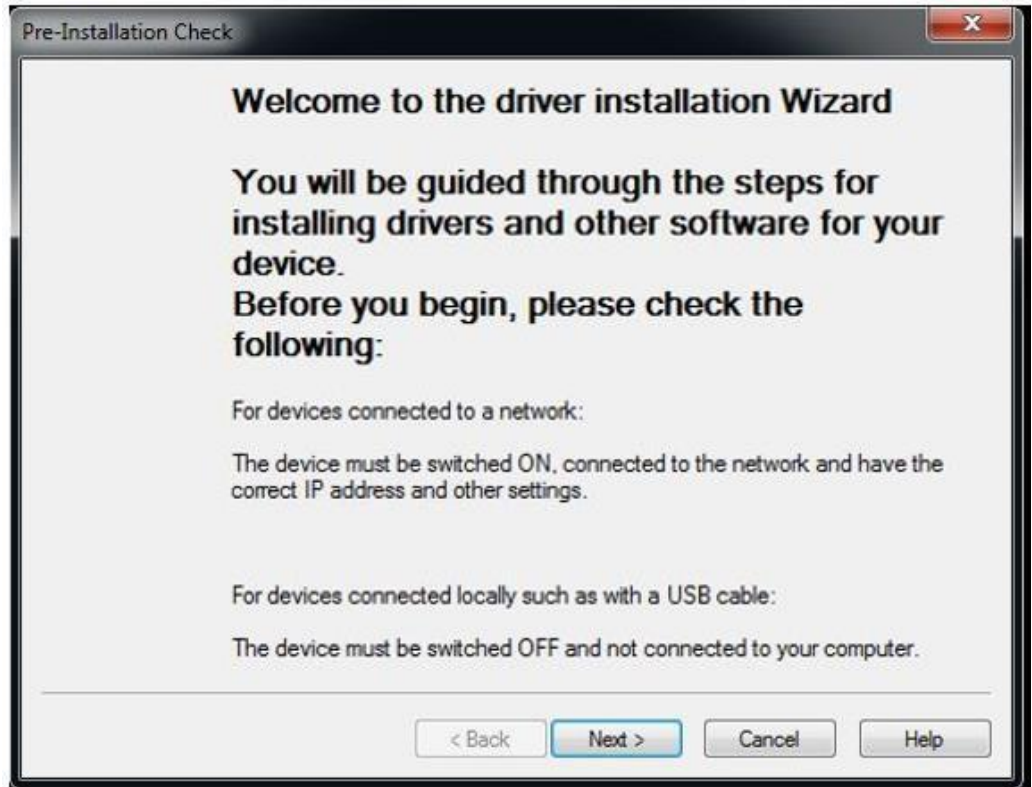 Pre-Installation Check
Welcome to the driver installation Wizard
You will be guided through the steps for
installing drivers and other software for your
device.
Before you begin, please check the
following:
For devices connected to a network:
The device must be switched ON, connected to the network and have the
correct IP address and other settings.
For devices connected locally such as with a USB cable:
The device must be switched OFF and not connected to your computer.
< Back
Next >
Cancel
Help